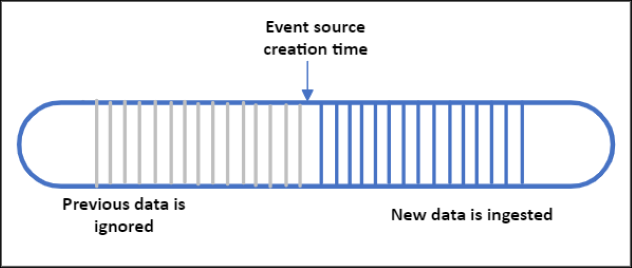 Event source
creation time
Previous data is
ignored
New data is ingested